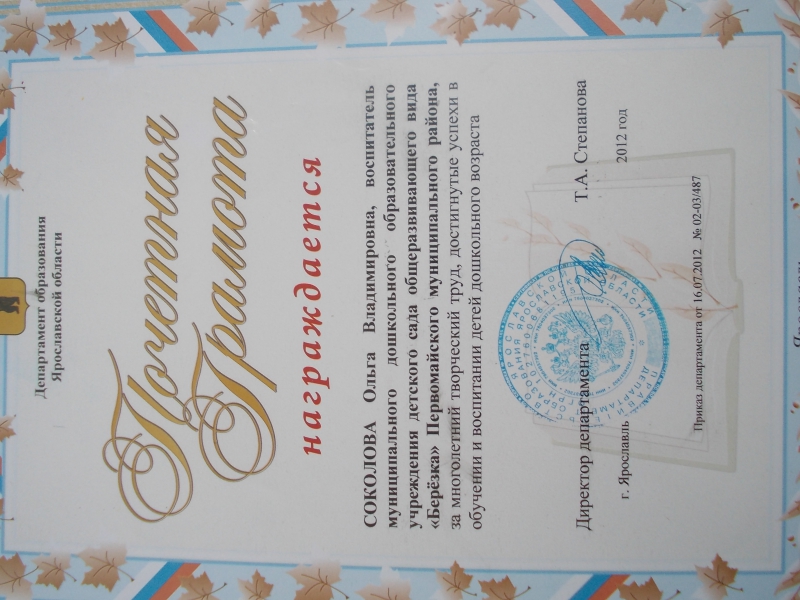 Департамент образования
Ярославской области
Почетная
Грамота
награждается
СОКОЛОВА Ольга Владимировна, воспитатель
муниципального дошкольного образовательного
учреждения детского сада общеразвивающего вида
«Берёзка» Первомайского муниципального района,
за многолетний творческий труд, достигнутые успехи в
обучении и воспитании детей дошкольного возраста
Директор департамента Т.А. Степанова
г. Ярославль 2012 год
Приказ департамента от 16.07.2012 № 02-03/487